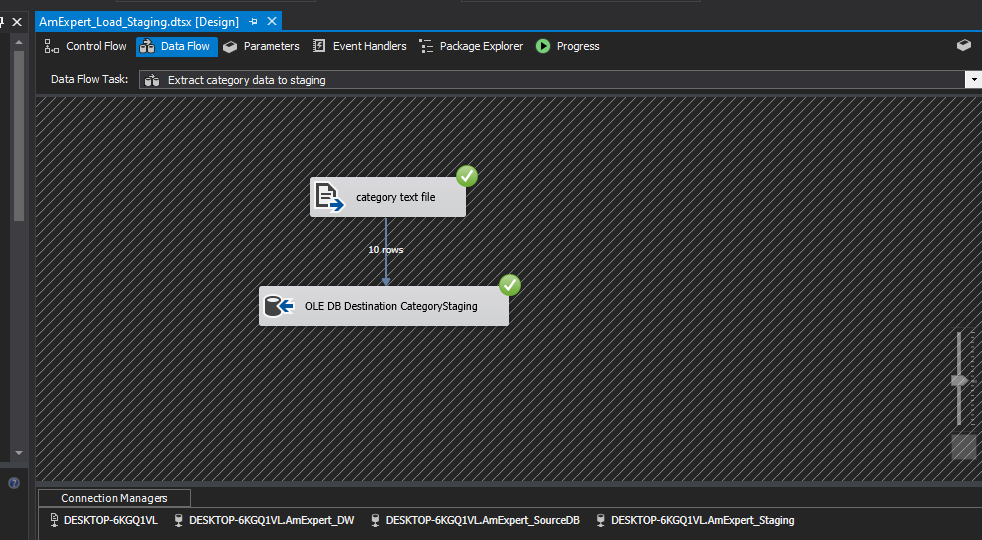 AmExpert_Load_Staging.dtsx [Design]
Control Flow Data Flow Parameters Event Handlers Package Explorer Progress
Data Flow Task: Extract category data to staging
category text file
10 rows
OLE DB Destination CategoryStaging
Connection Managers
DESKTOP-6KGQ1VL DESKTOP-6KGQ1VL.AmExpert_DW DESKTOP-6KGQ1VL.AmExpert_SourceDB DESKTOP-6KGQ1VL.AmExpert_Staging